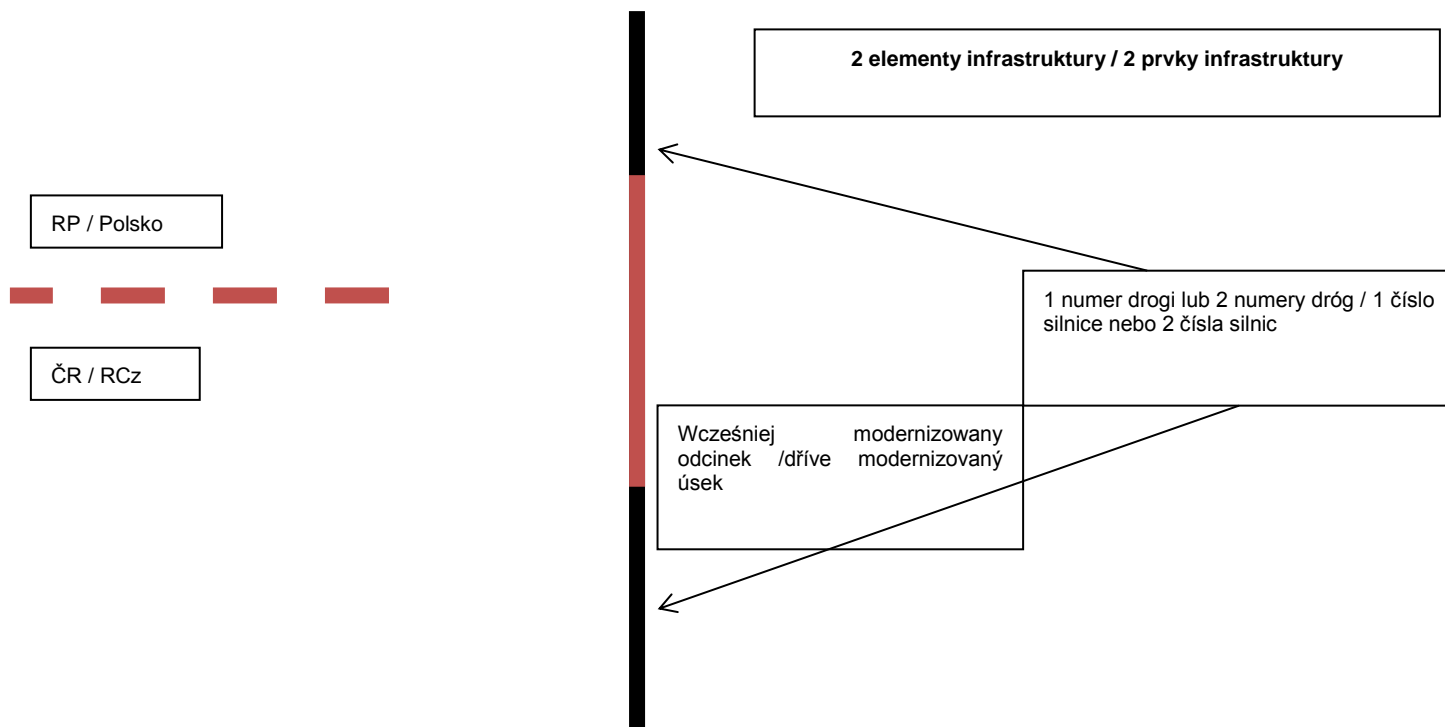 2 elementy infrastruktury / 2 prvky infrastruktury
RP / Polsko
1 numer drogi lub 2 numery dróg / 1 číslo
silnice nebo 2 čísla silnic
ČR / RCz
Wcześniej modernizowany
odcinek /dříve modernizovaný
úsek